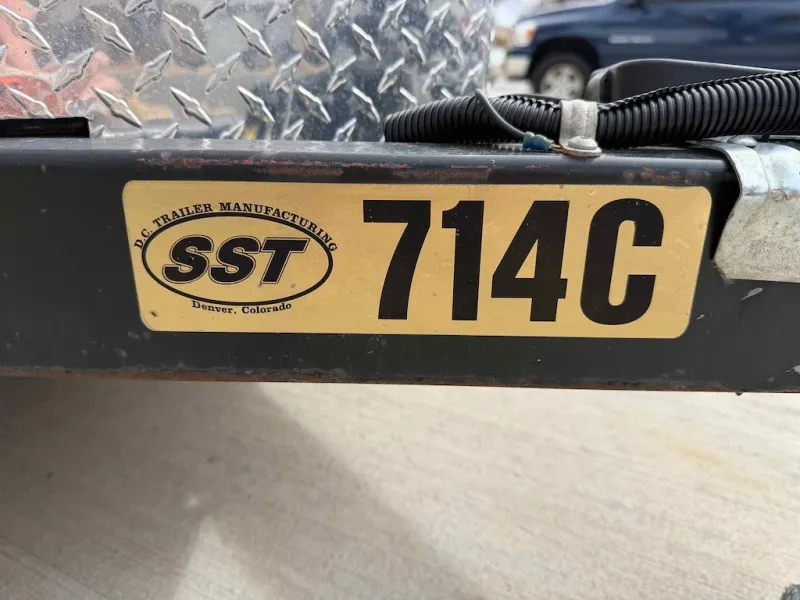 D.C. TRAILER MANUFACTURING
SST
Denver, Colorado
714C